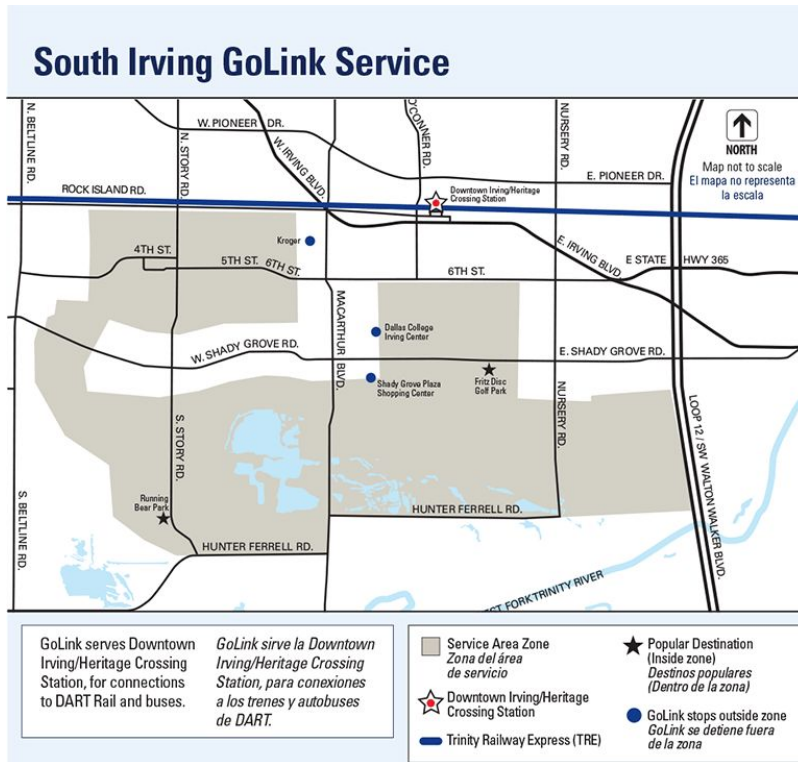 South Irving GoLink Service
N. BELTLINE RD.
W. PIONEER DR.
N. STORY RD.
W. IRVING BLVD.
O'CONNER RD.
NURSERY RD.
E. PIONEER DR.
NORTH
Map not to scale
El mapa no representa
la escala
ROCK ISLAND RD.
Downtown Irving/Heritage
Crossing Station
Kroger
4TH ST.
5TH ST.
6TH ST.
6TH ST.
E. IRVING BLVD.
E STATE
HWY 365
MACARTHUR BLVD.
Dallas College
Irving Center
W. SHADY GROVE RD.
E. SHADY GROVE RD.
Shady Grove Plaza
Shopping Center
Fritz Disc
Golf Park
NURSERY RD.
S. STORY RD.
LOOP 12 / SW WALTON WALKER BLVD.
S. BELTLINE RD.
Running
Bear Park
HUNTER FERRELL RD.
HUNTER FERRELL RD.
FORK TRINITY RIVER
GoLink serves Downtown
Irving/Heritage Crossing
Station, for connections
to DART Rail and buses.
GoLink sirve la Downtown
Irving/Heritage Crossing
Station, para conexiones
a los trenes y autobuses
de DART.
Service Area Zone
Zona del área
de servicio
Downtown Irving/Heritage
Crossing Station
Trinity Railway Express (TRE)
Popular Destination
(Inside zone)
Destinos populares
(Dentro de la zona)
GoLink stops outside zone
GoLink se detiene fuera
de la zona